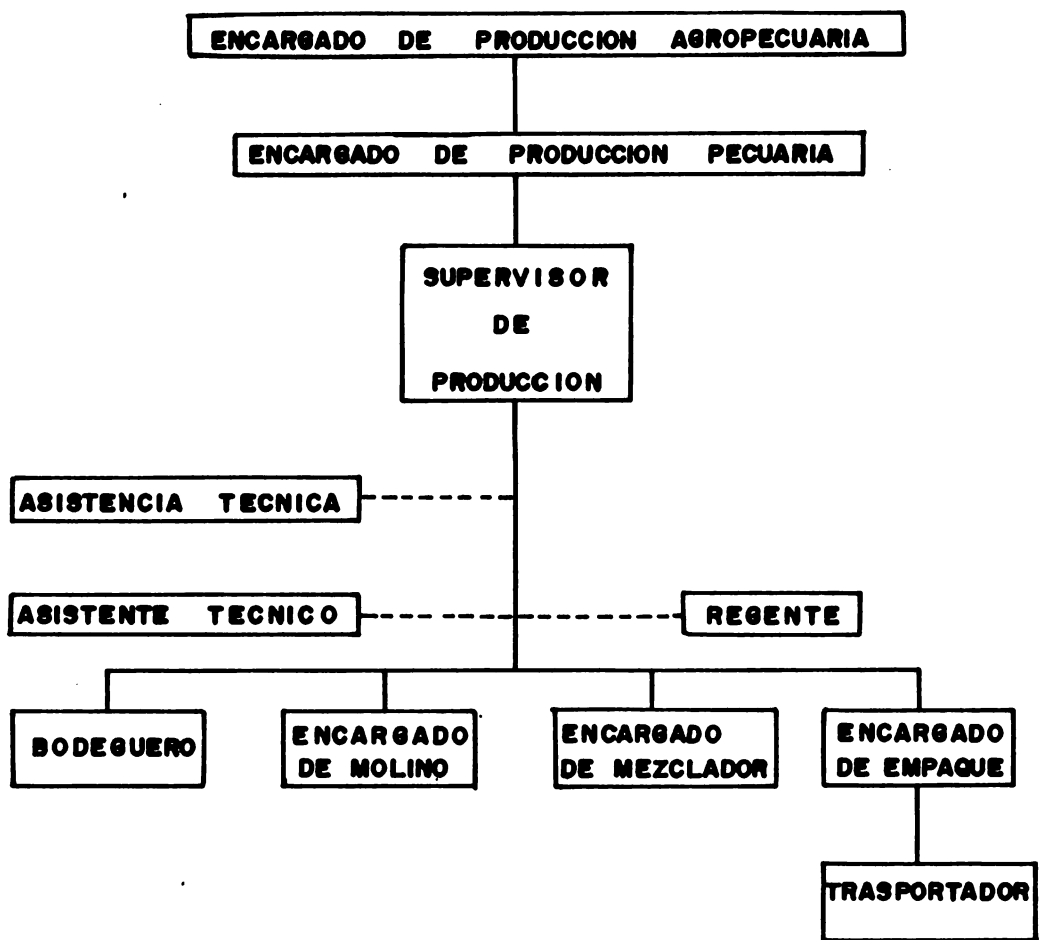 ENCARGADO DE PRODUCCION AGROPECUARIA
ENCARGADO DE PRODUCCION PECUARIA
SUPERVISOR
DE
PRODUCCION
ASISTENCIA TECNICA
ASISTENTE TECNICO
REGENTE
BODEGUERO
ENCARGADO
DE MOLINO
ENCARGADO
DE MEZCLADOR
ENCARGADO
DE EMPAQUE
TRASPORTADOR